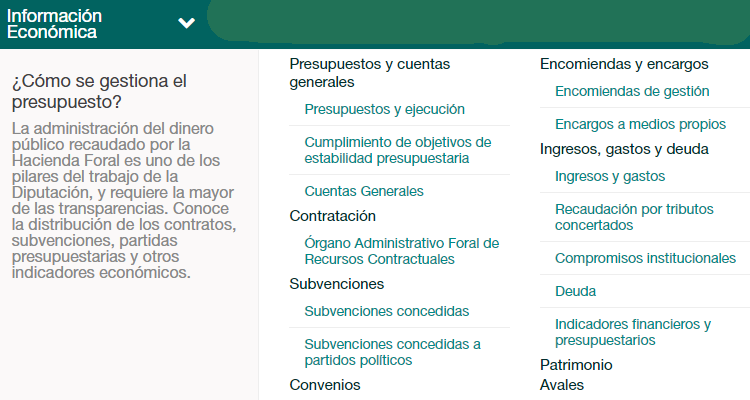 Información
Económica
¿Cómo se gestiona el
presupuesto?
La administración del dinero
público recaudado por la
Hacienda Foral es uno de los
pilares del trabajo de la
Diputación, y requiere la mayor
de las transparencias. Conoce
la distribución de los contratos,
subvenciones, partidas
presupuestarias y otros
indicadores económicos.
Presupuestos y cuentas
generales
Presupuestos y ejecución
Cumplimiento de objetivos de
estabilidad presupuestaria
Cuentas Generales
Contratación
Órgano Administrativo Foral de
Recursos Contractuales
Subvenciones
Subvenciones concedidas
Subvenciones concedidas a
partidos políticos
Convenios
Encomiendas y encargos
Encomiendas de gestión
Encargos a medios propios
Ingresos, gastos y deuda
Ingresos y gastos
Recaudación por tributos
concertados
Compromisos institucionales
Deuda
Indicadores financieros y
presupuestarios
Patrimonio
Avales